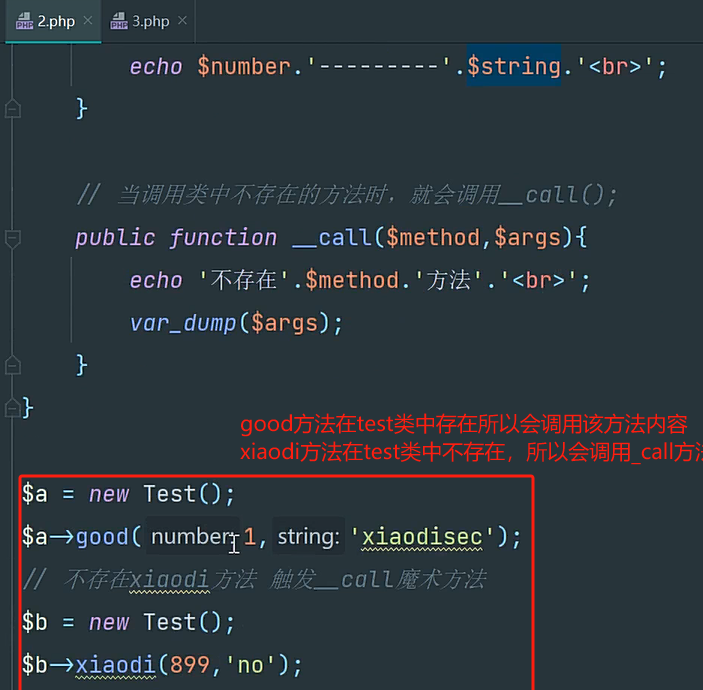 2.php 3.php
echo $number.'---------'.$string.'<br>';
}
// 当调用类中不存在的方法时，就会调用__call();
public function __call($method,$args){
echo '不存在'.$method.'方法'.'<br>';
var_dump($args);
}
}
good方法在test类中存在所以会调用该方法内容
xiaodi方法在test类中不存在，所以会调用_call方法
$a = new Test();
$a->good( number: 1, string: 'xiaodisec');
// 不存在xiaodi方法 触发__call魔术方法
$b = new Test();
$b->xiaodi(899,'no');